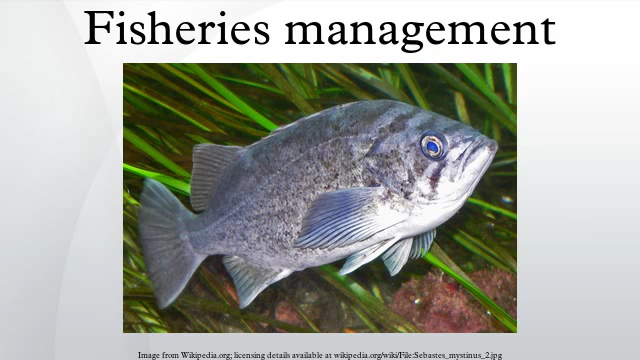 Fisheries management
Image from Wikipedia.org; licensing details available at wikipedia.org/wiki/File:Sebastes_mystinus_2.jpg